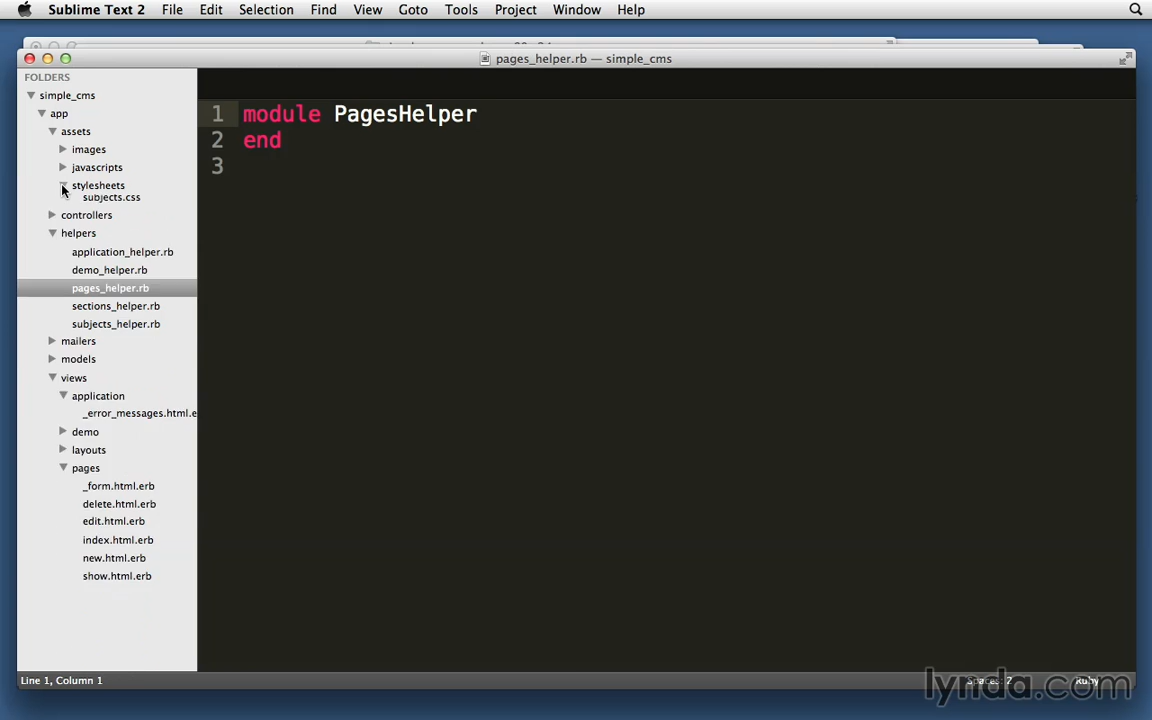 Sublime Text 2 File Edit Selection Find View Goto Tools Project Window Help
pages_helper.rb — simple_cms
FOLDERS
simple_cms
app
assets
images
javascripts
stylesheets
subjects.css
controllers
helpers
application_helper.rb
demo_helper.rb
pages_helper.rb
sections_helper.rb
subjects_helper.rb
mailers
models
views
application
_error_messages.html.e
demo
layouts
pages
_form.html.erb
delete.html.erb
edit.html.erb
index.html.erb
new.html.erb
show.html.erb
1 module PagesHelper
2 end
3
Line 1, Column 1
Spaces: 2
Ruby
lynda.com